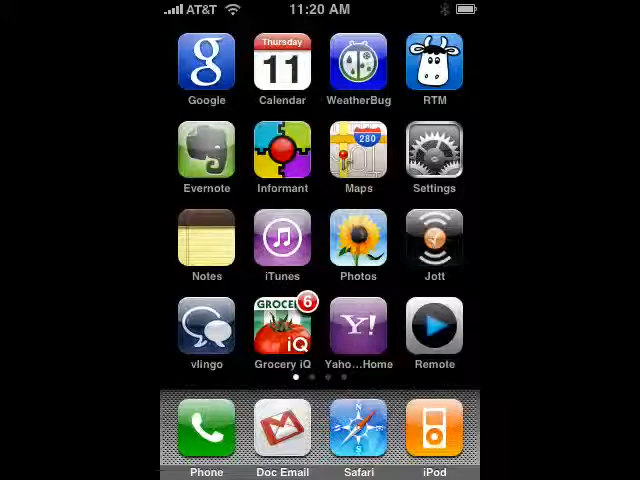 AT&T 11:20 AM
g Thursday 11
Google Calendar WeatherBug RTM
280
Evernote Informant Maps Settings
Notes iTunes Photos Jott
GROCE 6 iQ Y!
vlingo Grocery iQ Yaho...Home Remote
Phone Doc Email Safari iPod